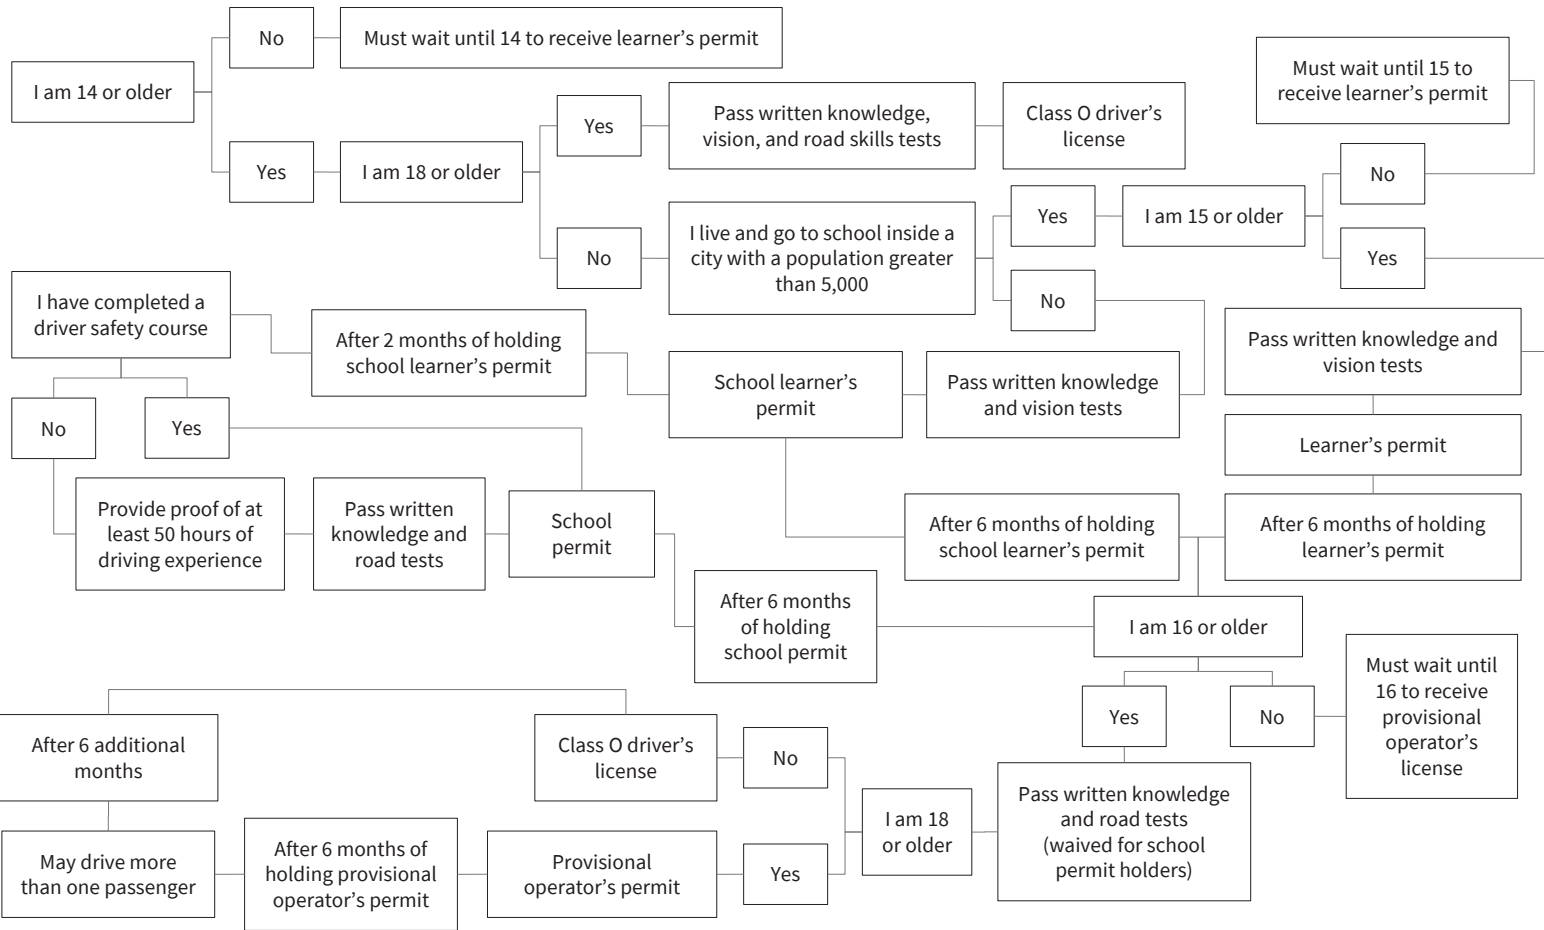 No
Must wait until 14 to receive learner’s permit
I am 14 or older
Yes
I am 18 or older
Yes
Pass written knowledge,
vision, and road skills tests
Class O driver’s
license
No
I live and go to school inside a
city with a population greater
than 5,000
Yes
I am 15 or older
No
Must wait until 15 to
receive learner’s permit
Yes
No
Pass written knowledge and
vision tests
Learner’s permit
After 6 months of holding
learner’s permit
Pass written knowledge
and vision tests
School learner’s
permit
After 2 months of holding
school learner’s permit
I have completed a
driver safety course
No
Yes
Provide proof of at
least 50 hours of
driving experience
Pass written
knowledge and
road tests
School
permit
After 6 months of holding
school learner’s permit
After 6 months
of holding
school permit
I am 16 or older
Yes
No
Must wait until
16 to receive
provisional
operator’s
license
Pass written knowledge
and road tests
(waived for school
permit holders)
I am 18
or older
No
Class O driver’s
license
Yes
Provisional
operator’s permit
After 6 months of
holding provisional
operator’s permit
May drive more
than one passenger
After 6 additional
months